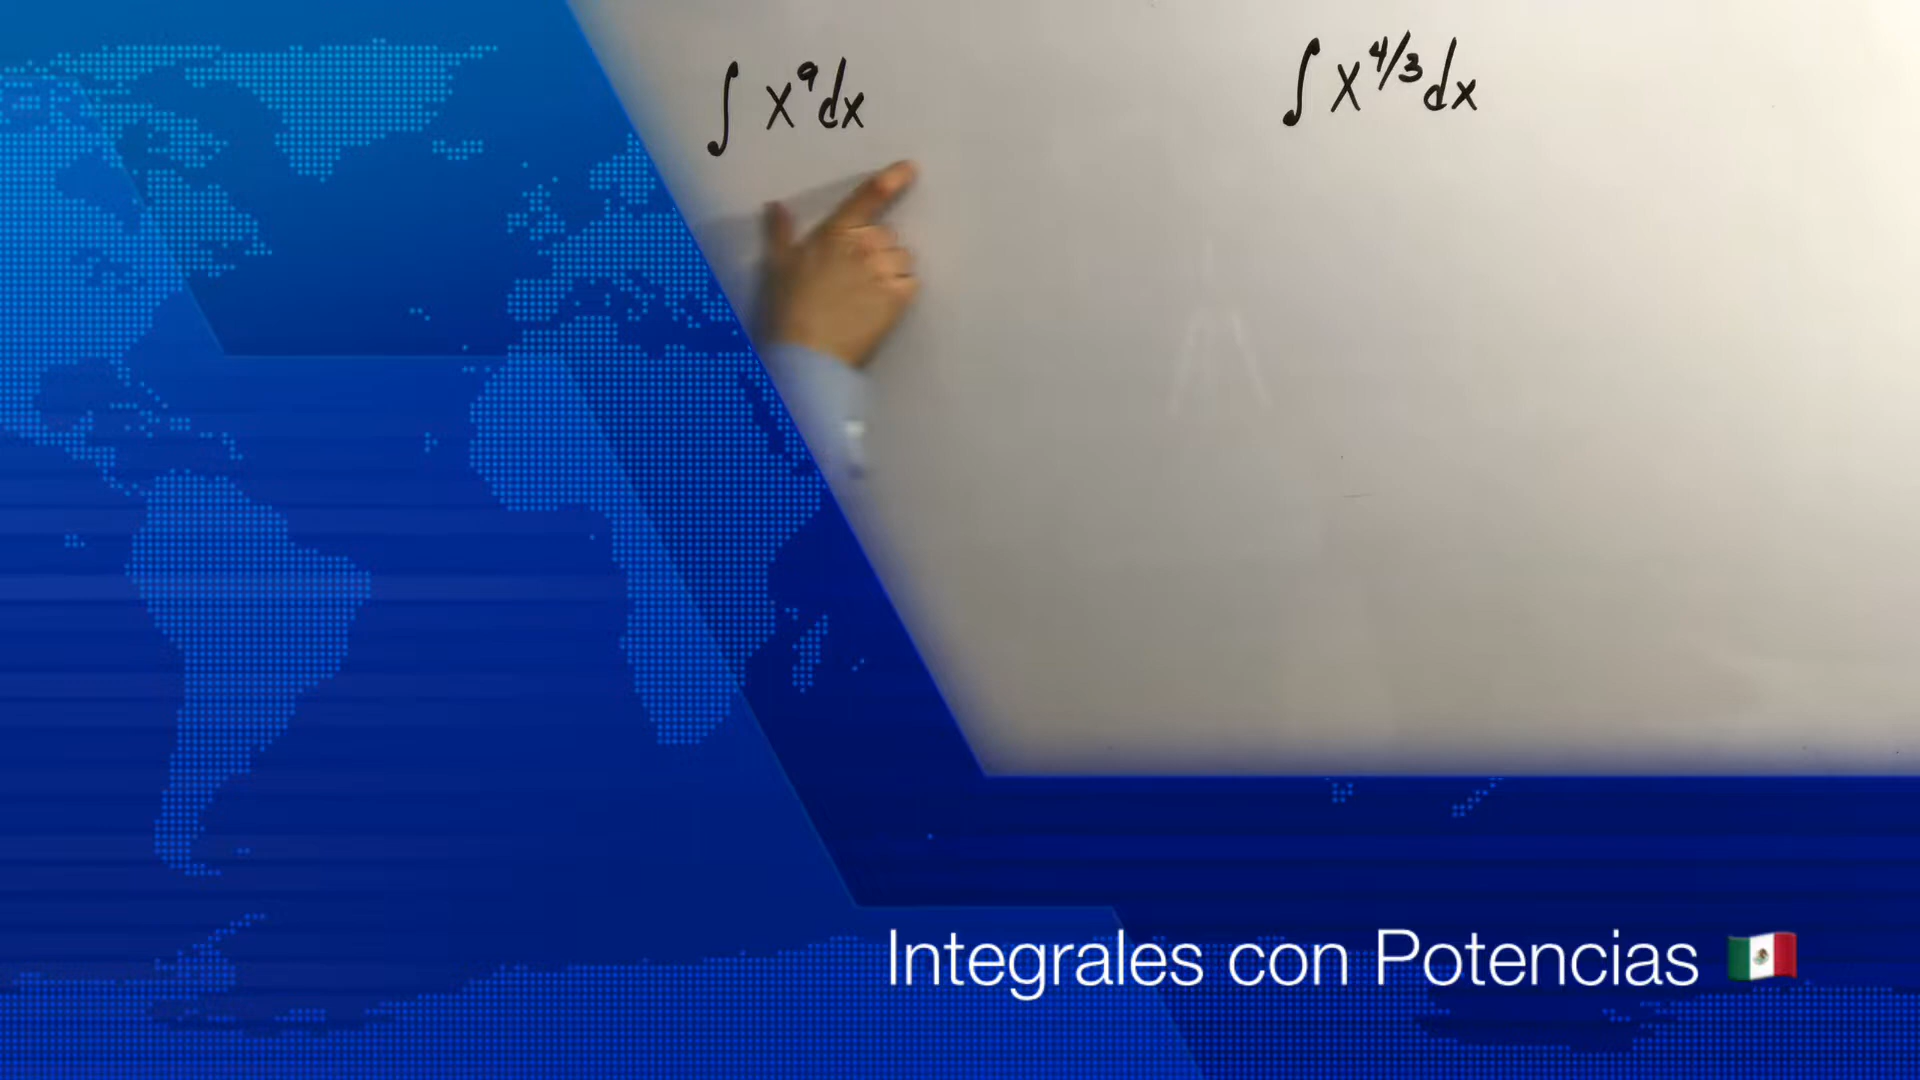 ∫ x⁹dx
∫ x^4/3 dx
Integrales con Potencias 🇲🇽